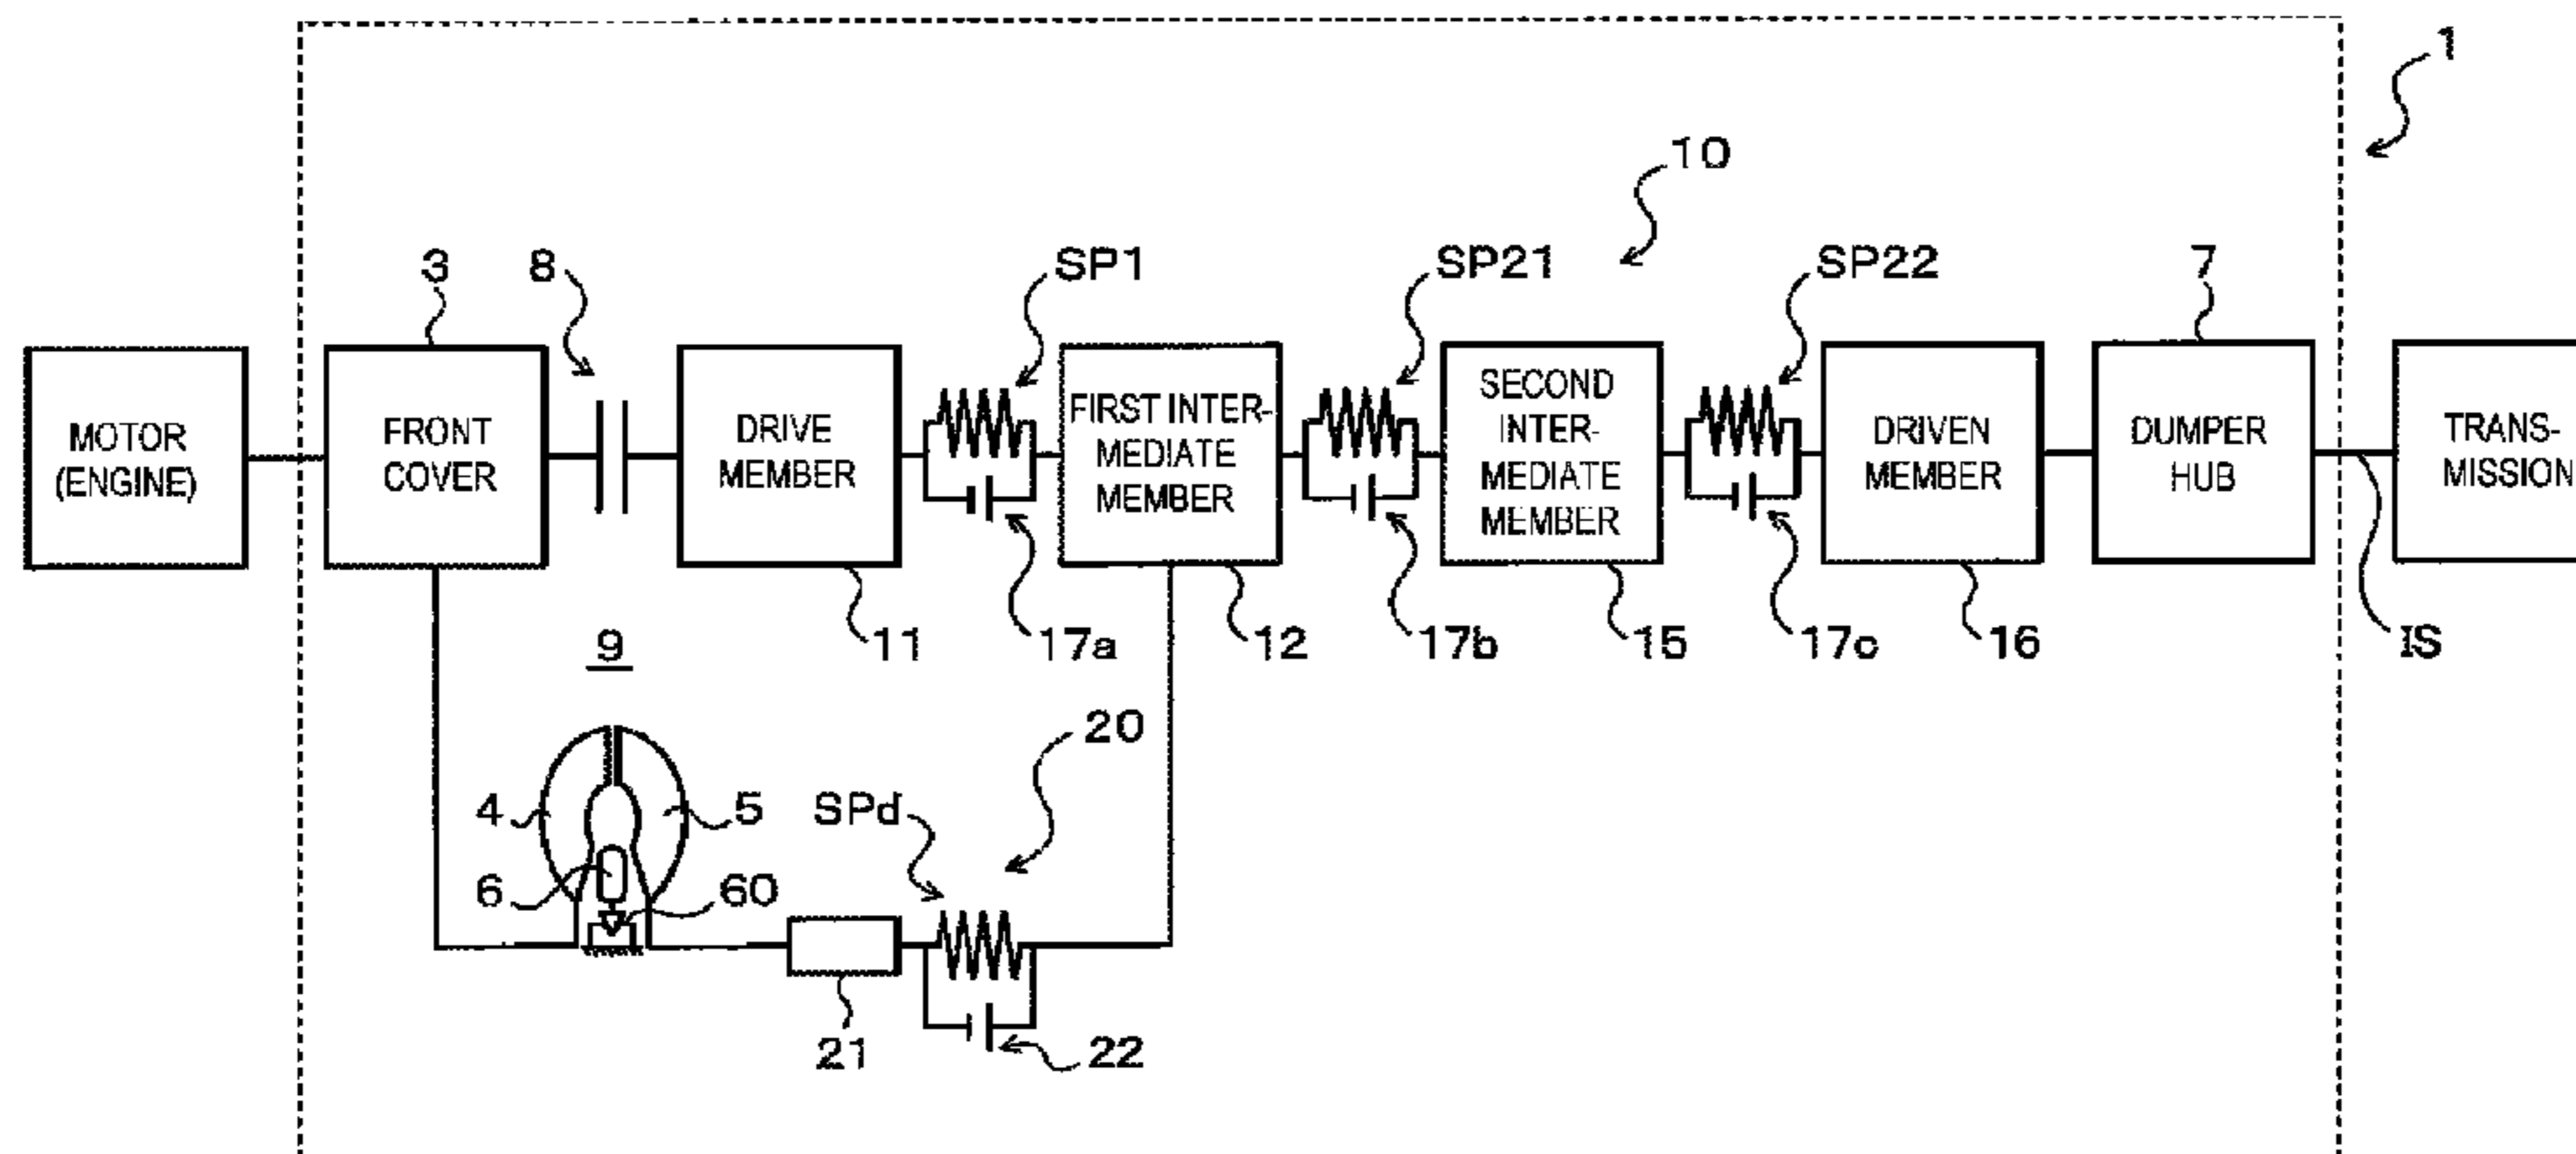 1
10
3
8
SP1
SP21
SP22
7
MOTOR
(ENGINE)
FRONT
COVER
DRIVE
MEMBER
FIRST INTER-
MEDIATE
MEMBER
SECOND
INTER-
MEDIATE
MEMBER
DRIVEN
MEMBER
DUMPER
HUB
TRANS-
MISSION
9
11
17a
12
17b
15
17c
16
IS
20
4
5
SPd
6
60
21
22